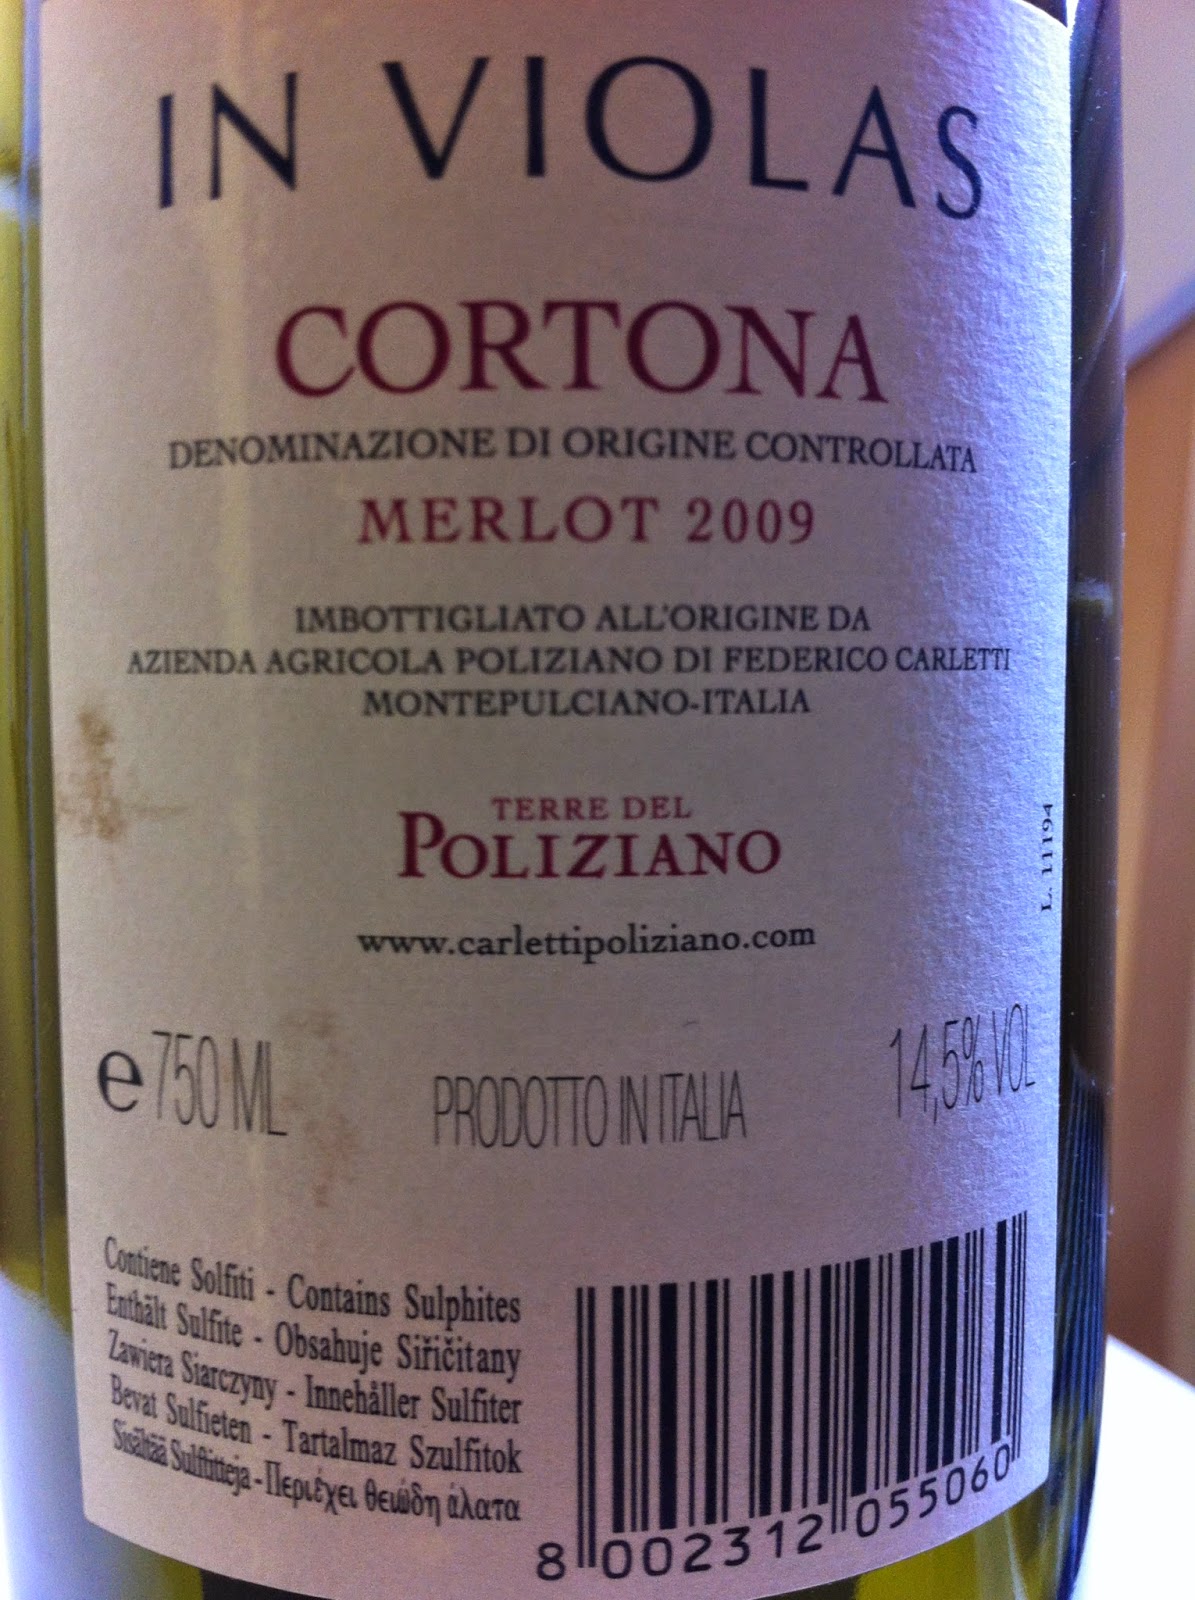 IN VIOLAS
CORTONA
DENOMINAZIONE DI ORIGINE CONTROLLATA
MERLOT 2009
IMBOTTIGLIATO ALL'ORIGINE DA
AZIENDA AGRICOLA POLIZIANO DI FEDERICO CARLETTI
MONTEPULCIANO-ITALIA
TERRE DEL
POLIZIANO
www.carlettipoliziano.com
L. 11194
e 750 ML
PRODOTTO IN ITALIA
14,5% VOL
Contiene Solfiti - Contains Sulphites
Enthält Sulfite - Obsahuje Siřičitany
Zawiera Siarczyny - Innehåller Sulfiter
Bevat Sulfieten - Tartalmaz Szulfitok
Sisältää Sulfiitteja - Περιέχει θειώδη άλατα
8 002312 055060